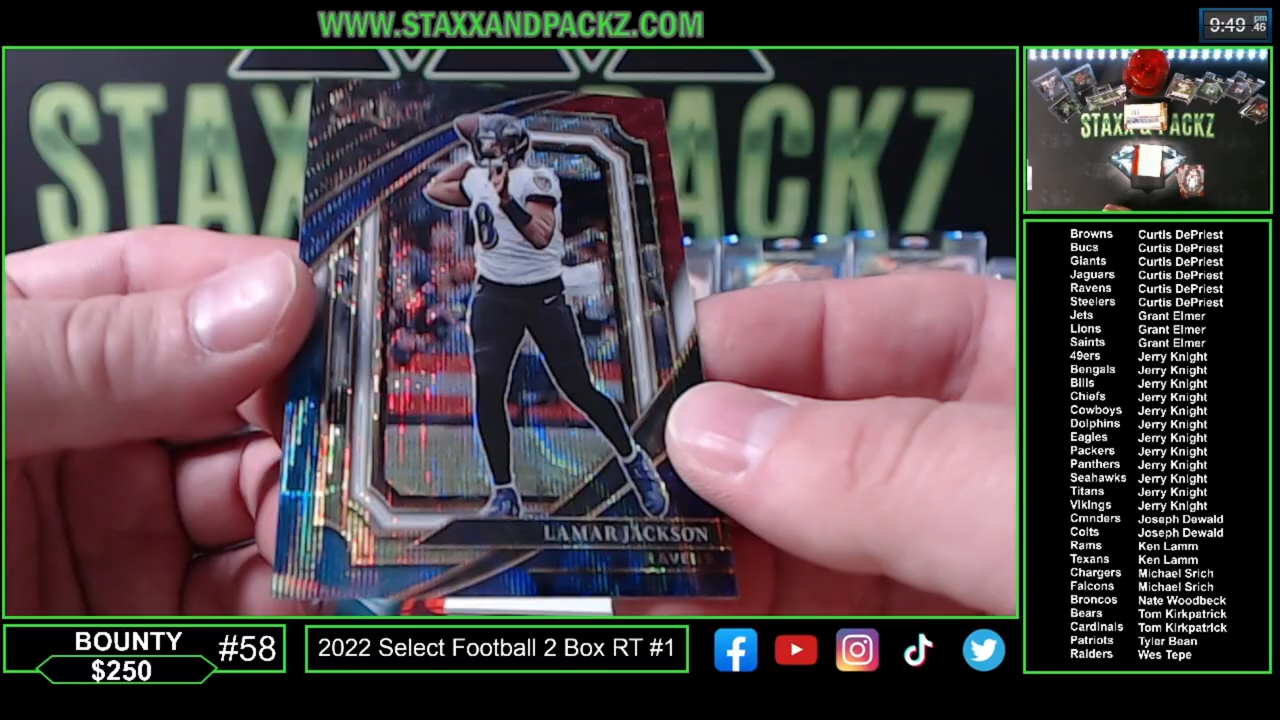 WWW.STAXXANDPACKZ.COM
9:49 pm .46
STAXX PACKZ
8
LAMAR JACKSON
RAVENS
STAXX & PACKZ
Browns Curtis DePriest
Bucs Curtis DePriest
Giants Curtis DePriest
Jaguars Curtis DePriest
Ravens Curtis DePriest
Steelers Curtis DePriest
Jets Grant Elmer
Lions Grant Elmer
Saints Grant Elmer
49ers Jerry Knight
Bengals Jerry Knight
Bills Jerry Knight
Chiefs Jerry Knight
Cowboys Jerry Knight
Dolphins Jerry Knight
Eagles Jerry Knight
Packers Jerry Knight
Panthers Jerry Knight
Seahawks Jerry Knight
Titans Jerry Knight
Vikings Jerry Knight
Cmnders Joseph Dewald
Colts Joseph Dewald
Rams Ken Lamm
Texans Ken Lamm
Chargers Michael Srich
Falcons Michael Srich
Broncos Nate Woodbeck
Bears Tom Kirkpatrick
Cardinals Tom Kirkpatrick
Patriots Tyler Bean
Raiders Wes Tepe
BOUNTY #58
$250
2022 Select Football 2 Box RT #1